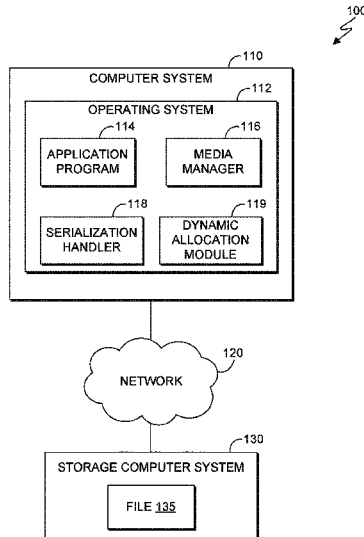 100
110
COMPUTER SYSTEM
112
OPERATING SYSTEM
114
APPLICATION
PROGRAM
116
MEDIA
MANAGER
118
SERIALIZATION
HANDLER
119
DYNAMIC
ALLOCATION
MODULE
120
NETWORK
130
STORAGE COMPUTER SYSTEM
FILE 135